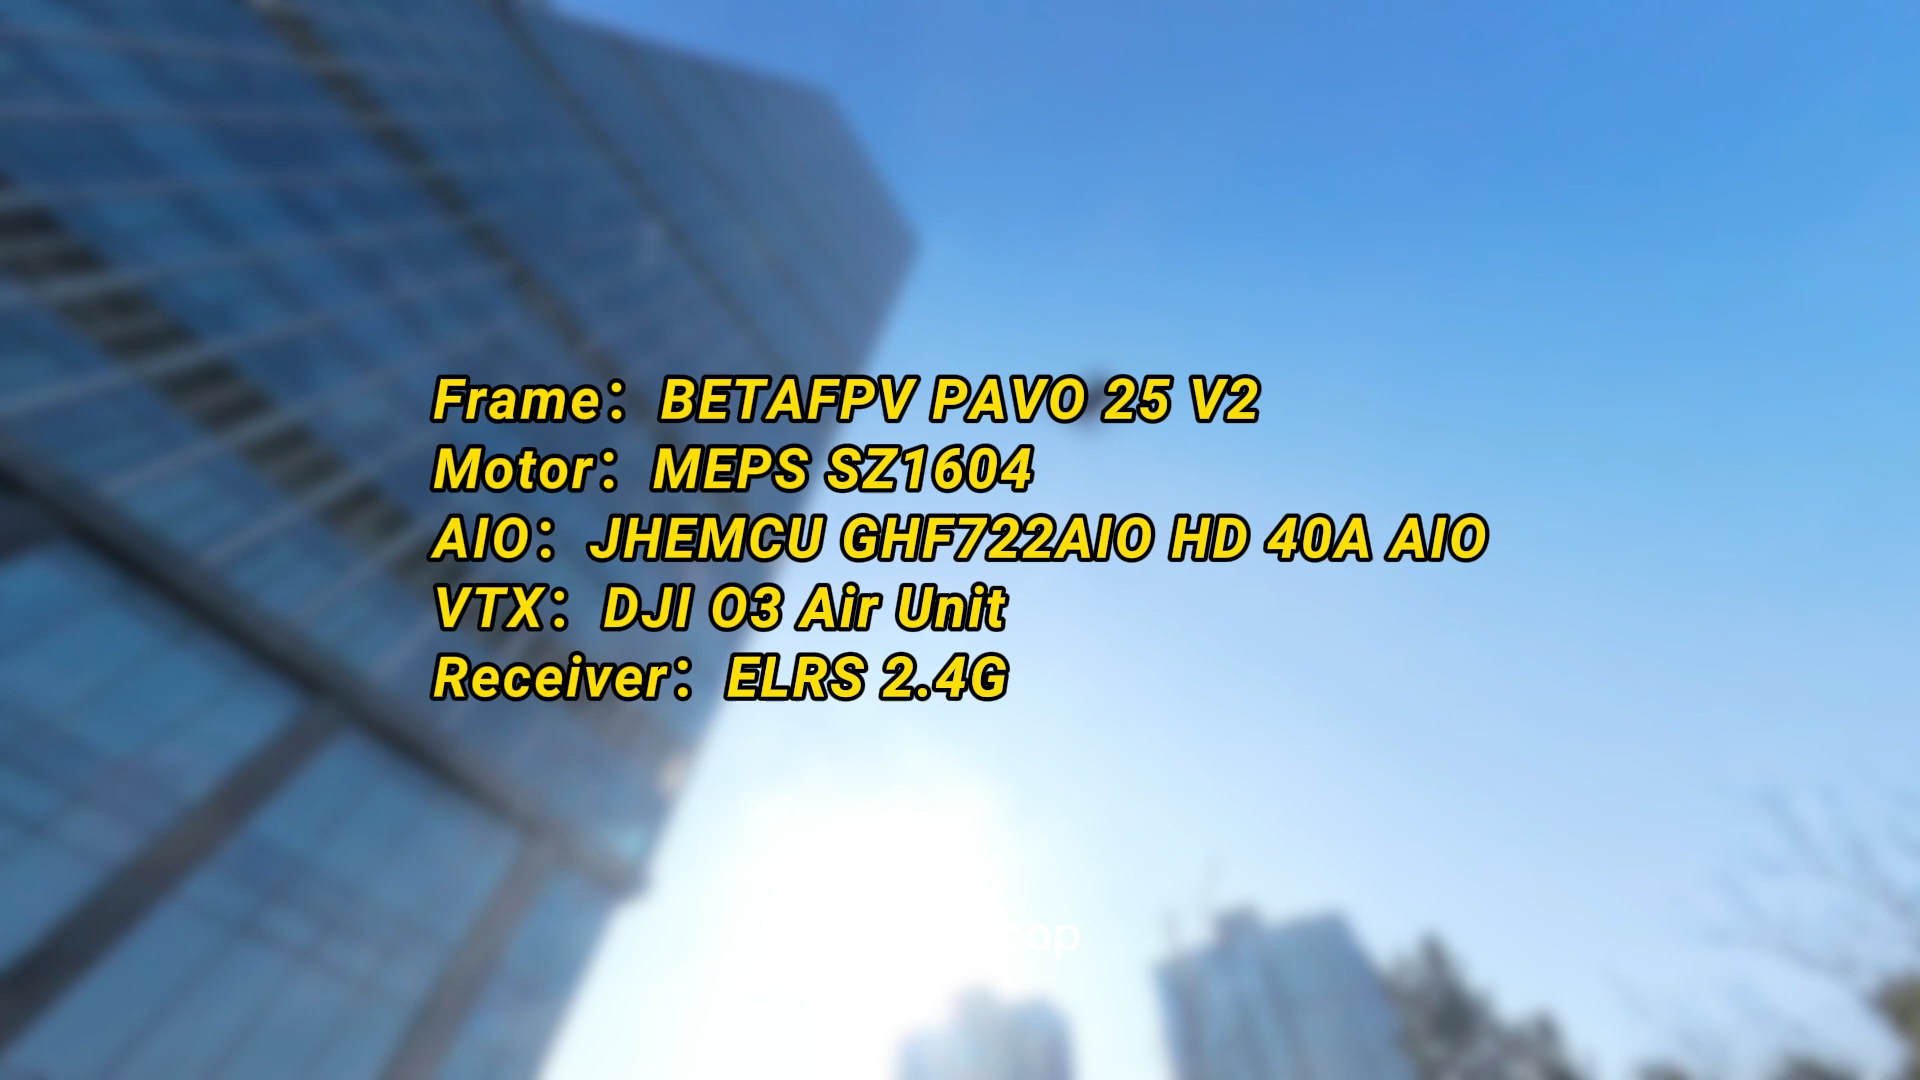 Frame：BETAFPV PAVO 25 V2
Motor：MEPS SZ1604
AIO：JHEMCU GHF722AIO HD 40A AIO
VTX：DJI O3 Air Unit
Receiver：ELRS 2.4G